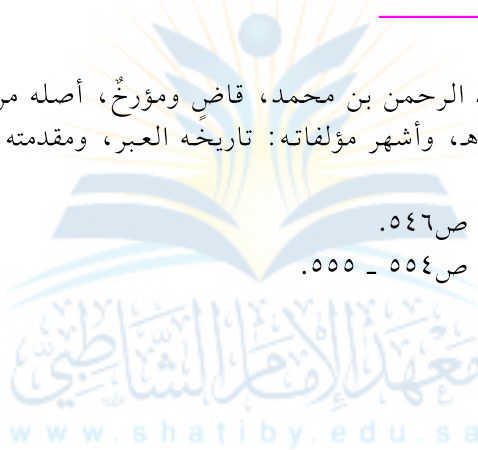 الرحمن بن محمد، قاضٍ ومؤرخٌ، أصله من
هـ، وأشهر مؤلفاته: تاريخه العبر، ومقدمته
ص٥٤٦.
ص٥٥٤ ــ ٥٥٥.
معهد الإمام الشاطبي
www.shatiby.edu.sa